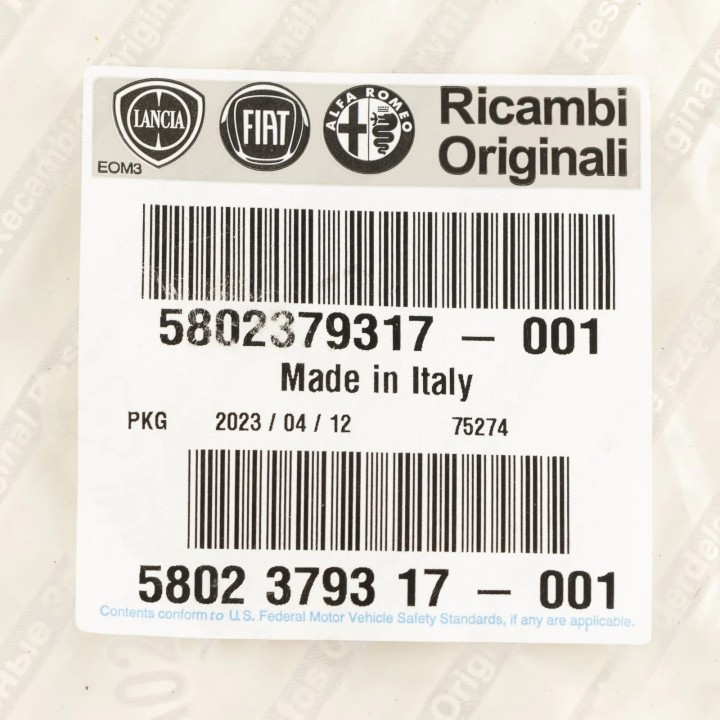 LANCIA
FIAT
ALFA ROMEO
Ricambi
Originali
EOM3
5802379317 - 001
Made in Italy
PKG 2023 / 04 / 12 75274
5802 3793 17 - 001
Contents conform to U.S. Federal Motor Vehicle Safety Standards, if any are applicable.